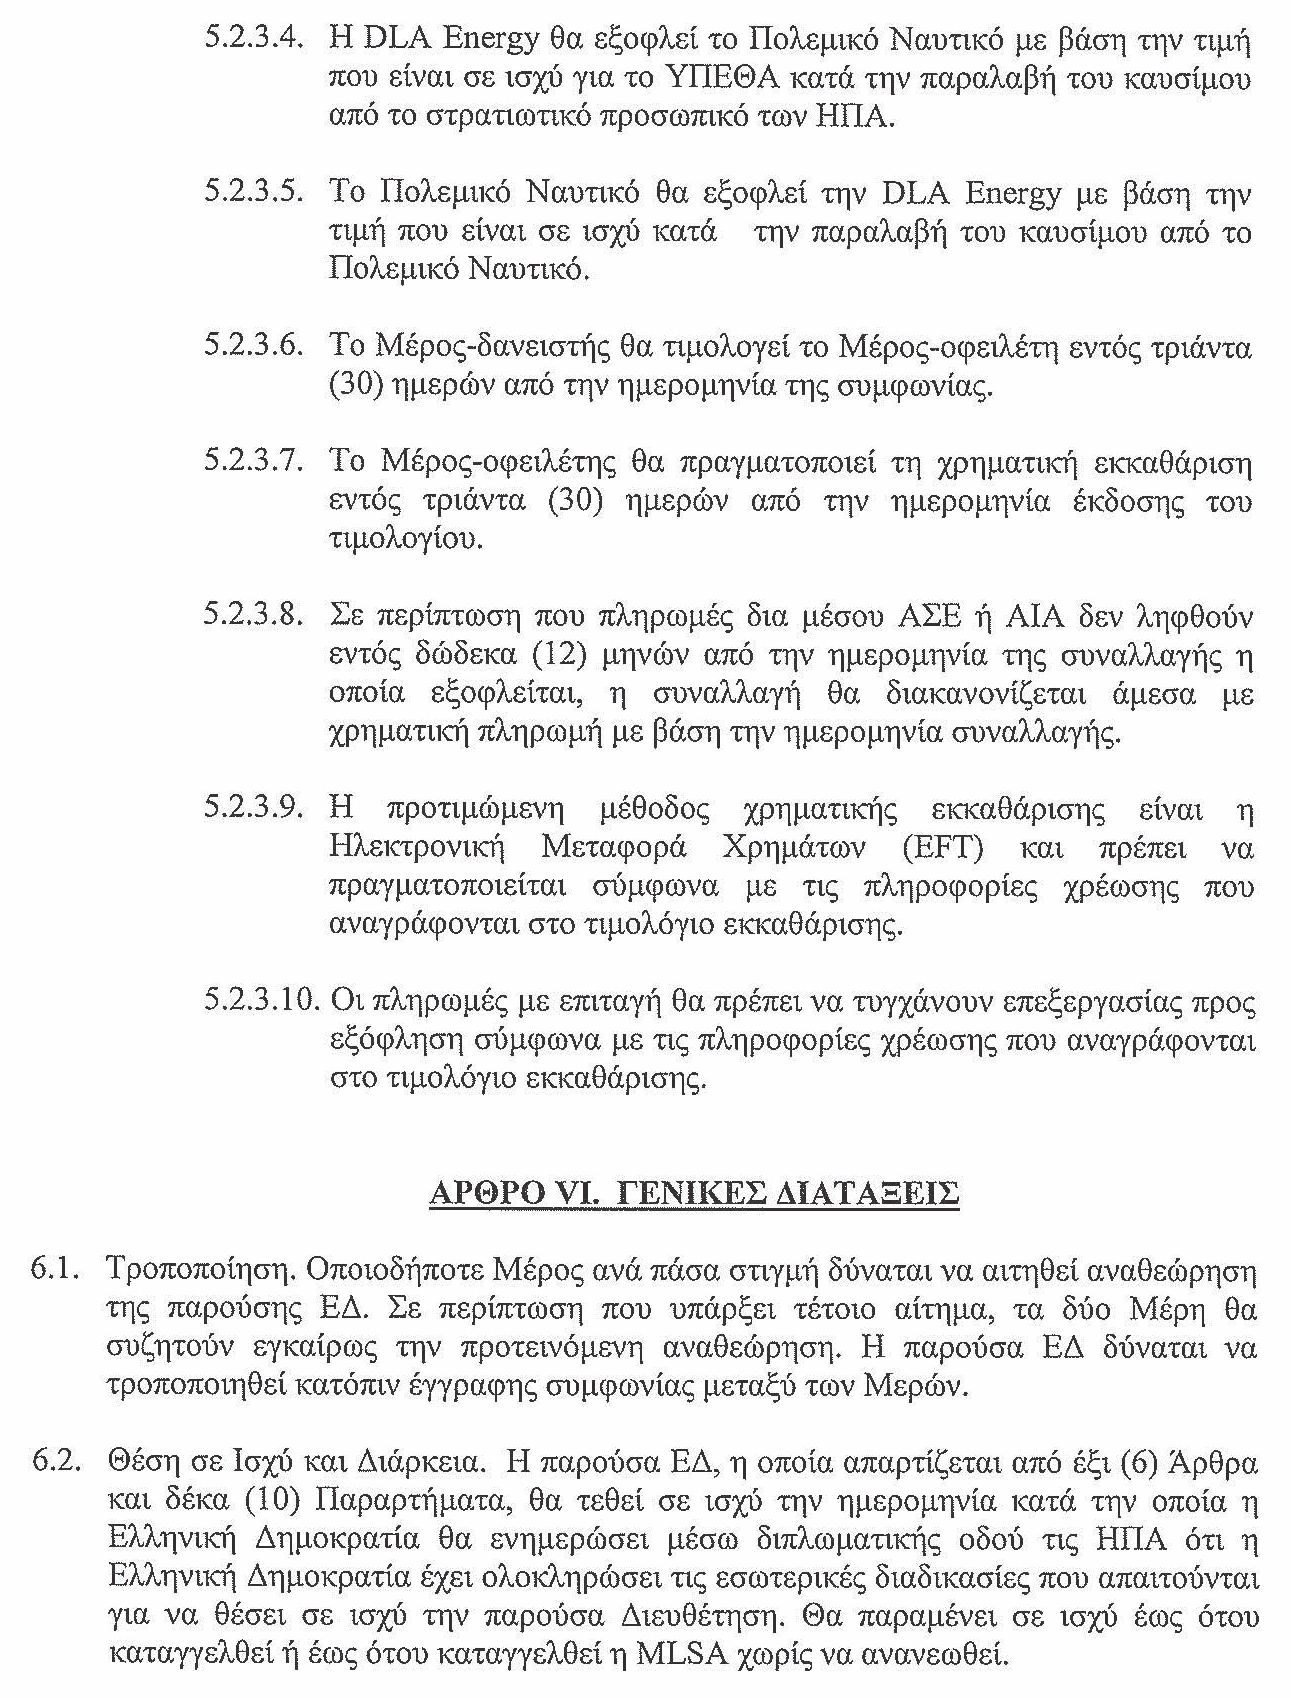 5.2.3.4. Η DLA Energy θα εξοφλεί το Πολεμικό Ναυτικό με βάση την τιμή
που είναι σε ισχύ για το ΥΠΕΘΑ κατά την παραλαβή του καυσίμου
από το στρατιωτικό προσωπικό των ΗΠΑ.
5.2.3.5. Το Πολεμικό Ναυτικό θα εξοφλεί την DLA Energy με βάση την
τιμή που είναι σε ισχύ κατά την παραλαβή του καυσίμου από το
Πολεμικό Ναυτικό.
5.2.3.6. Το Μέρος-δανειστής θα τιμολογεί το Μέρος-οφειλέτη εντός τριάντα
(30) ημερών από την ημερομηνία της συμφωνίας.
5.2.3.7. Το Μέρος-οφειλέτης θα πραγματοποιεί τη χρηματική εκκαθάριση
εντός τριάντα (30) ημερών από την ημερομηνία έκδοσης του
τιμολογίου.
5.2.3.8. Σε περίπτωση που πληρωμές δια μέσου ΑΣΕ ή ΑΙΑ δεν ληφθούν
εντός δώδεκα (12) μηνών από την ημερομηνία της συναλλαγής η
οποία εξοφλείται, η συναλλαγή θα διακανονίζεται άμεσα με
χρηματική πληρωμή με βάση την ημερομηνία συναλλαγής.
5.2.3.9. Η προτιμώμενη μέθοδος χρηματικής εκκαθάρισης είναι η
Ηλεκτρονική Μεταφορά Χρημάτων (EFT) και πρέπει να
πραγματοποιείται σύμφωνα με τις πληροφορίες χρέωσης που
αναγράφονται στο τιμολόγιο εκκαθάρισης.
5.2.3.10. Οι πληρωμές με επιταγή θα πρέπει να τυγχάνουν επεξεργασίας προς
εξόφληση σύμφωνα με τις πληροφορίες χρέωσης που αναγράφονται
στο τιμολόγιο εκκαθάρισης.
ΑΡΘΡΟ VI. ΓΕΝΙΚΕΣ ΔΙΑΤΑΞΕΙΣ
6.1. Τροποποίηση. Οποιοδήποτε Μέρος ανά πάσα στιγμή δύναται να αιτηθεί αναθεώρηση
της παρούσης ΕΔ. Σε περίπτωση που υπάρξει τέτοιο αίτημα, τα δύο Μέρη θα
συζητούν εγκαίρως την προτεινόμενη αναθεώρηση. Η παρούσα ΕΔ δύναται να
τροποποιηθεί κατόπιν έγγραφης συμφωνίας μεταξύ των Μερών.
6.2. Θέση σε Ισχύ και Διάρκεια. Η παρούσα ΕΔ, η οποία απαρτίζεται από έξι (6) Άρθρα
και δέκα (10) Παραρτήματα, θα τεθεί σε ισχύ την ημερομηνία κατά την οποία η
Ελληνική Δημοκρατία θα ενημερώσει μέσω διπλωματικής οδού τις ΗΠΑ ότι η
Ελληνική Δημοκρατία έχει ολοκληρώσει τις εσωτερικές διαδικασίες που απαιτούνται
για να θέσει σε ισχύ την παρούσα Διευθέτηση. Θα παραμένει σε ισχύ έως ότου
καταγγελθεί ή έως ότου καταγγελθεί η MLSA χωρίς να ανανεωθεί.